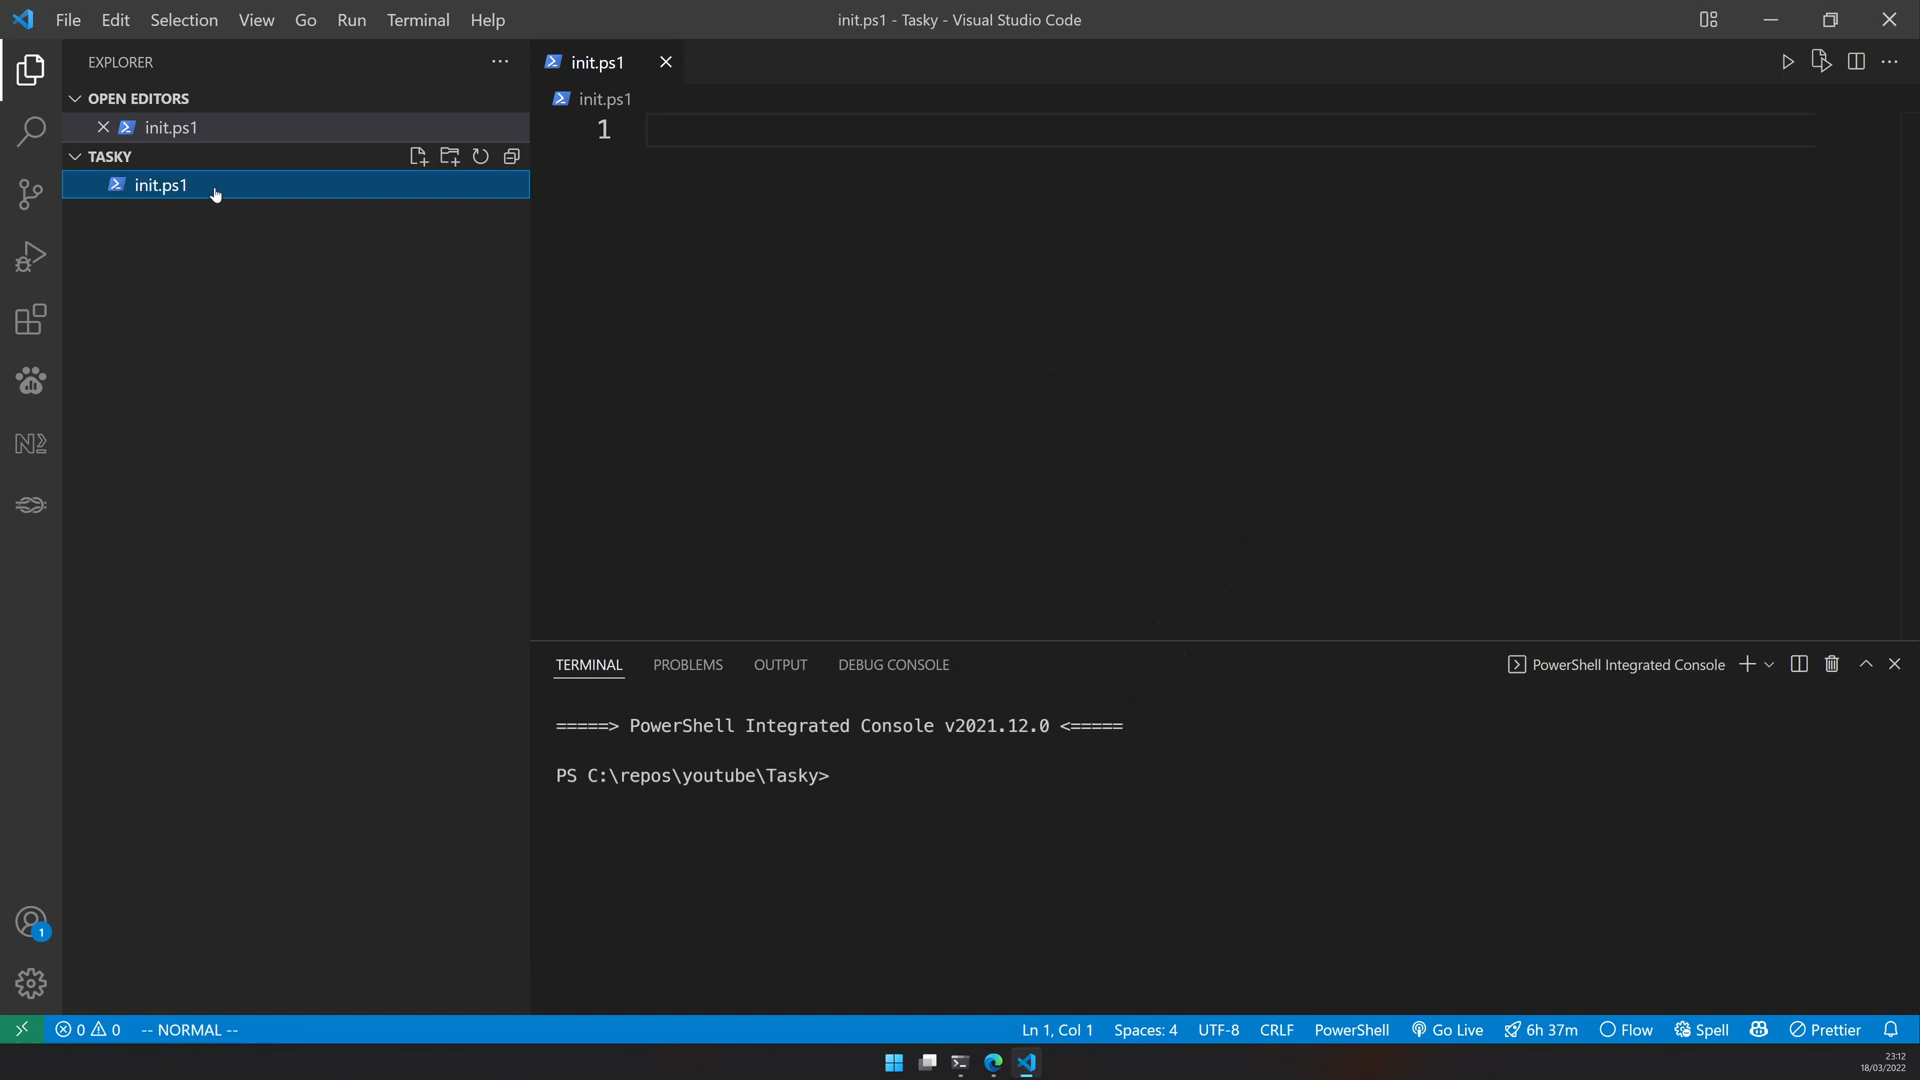 File Edit Selection View Go Run Terminal Help
init.ps1 - Tasky - Visual Studio Code
EXPLORER
OPEN EDITORS
init.ps1
TASKY
init.ps1
init.ps1
init.ps1
1
TERMINAL PROBLEMS OUTPUT DEBUG CONSOLE
PowerShell Integrated Console
=====> PowerShell Integrated Console v2021.12.0 <=====
PS C:\repos\youtube\Tasky>
1
0 0 -- NORMAL --
Ln 1, Col 1 Spaces: 4 UTF-8 CRLF PowerShell Go Live 6h 37m Flow Spell Prettier
23:12
18/03/2022